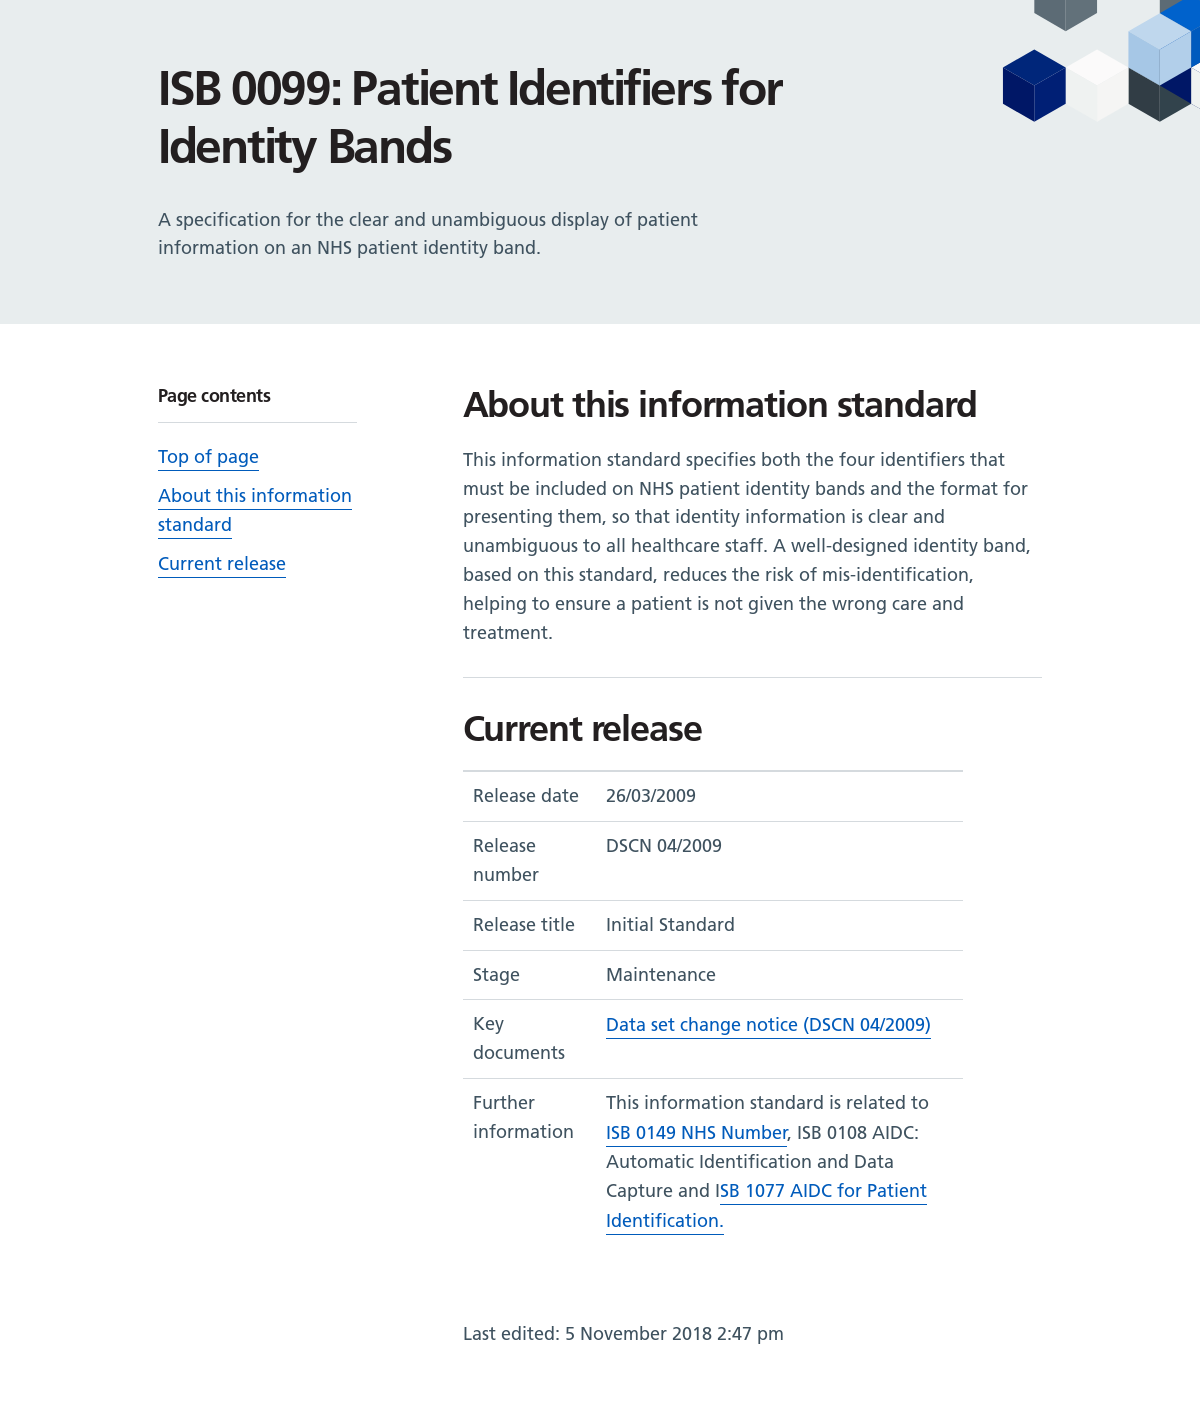 ISB 0099: Patient Identifiers for
Identity Bands
A specification for the clear and unambiguous display of patient
information on an NHS patient identity band.
Page contents
Top of page
About this information
standard
Current release
About this information standard
This information standard specifies both the four identifiers that
must be included on NHS patient identity bands and the format for
presenting them, so that identity information is clear and
unambiguous to all healthcare staff. A well-designed identity band,
based on this standard, reduces the risk of mis-identification,
helping to ensure a patient is not given the wrong care and
treatment.
Current release
Release date 26/03/2009
Release DSCN 04/2009
number
Release title Initial Standard
Stage Maintenance
Key Data set change notice (DSCN 04/2009)
documents
Further This information standard is related to
information ISB 0149 NHS Number, ISB 0108 AIDC:
Automatic Identification and Data
Capture and ISB 1077 AIDC for Patient
Identification.
Last edited: 5 November 2018 2:47 pm